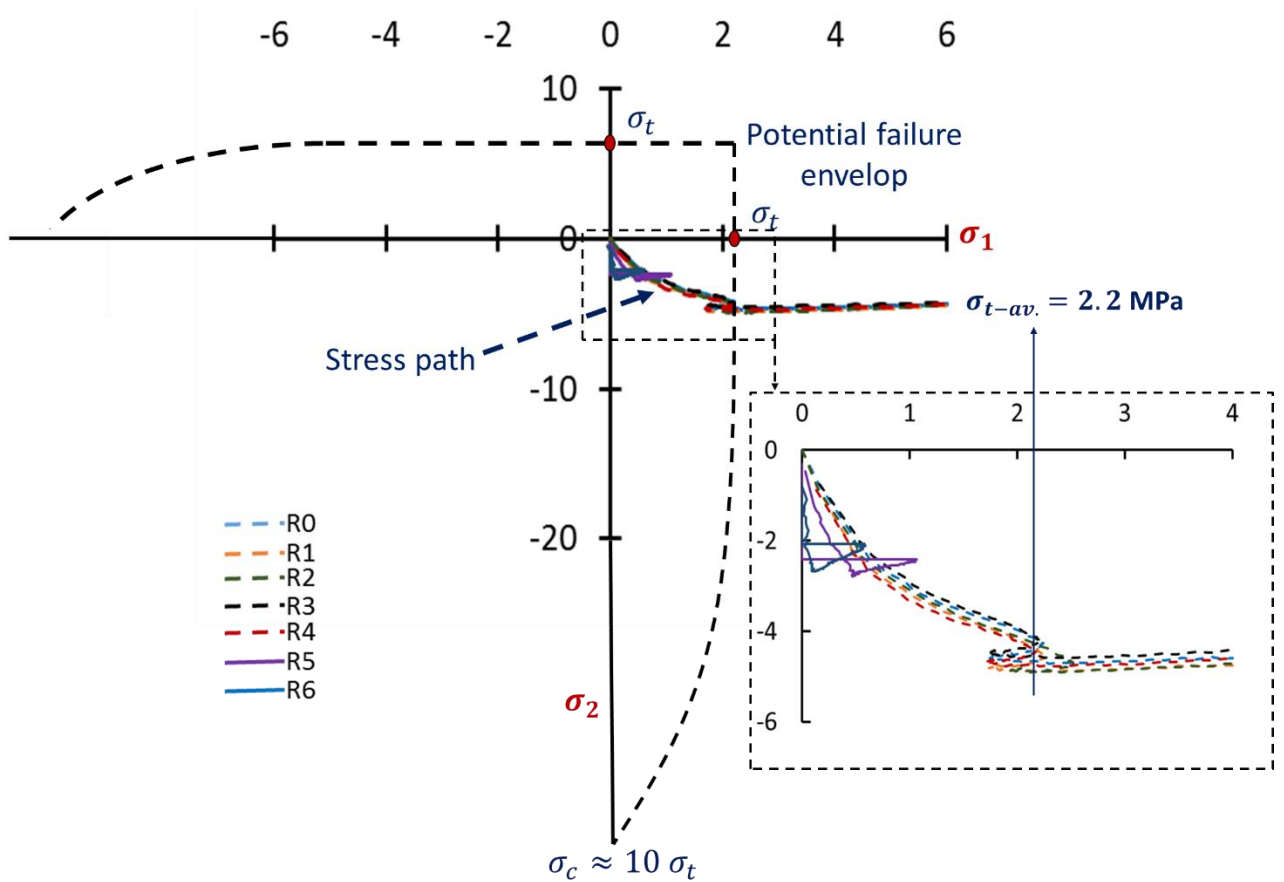 -6 -4 -2 0 2 4 6
10
σₜ
Potential failure
envelop
σₜ
0
σ₁
σₜ₋ₐᵥ. = 2.2 MPa
Stress path
-10
0 1 2 3 4
0
-2
-4
-6
-20
R0
R1
R2
R3
R4
R5
R6
σ₂
σ_c ≈ 10 σₜ